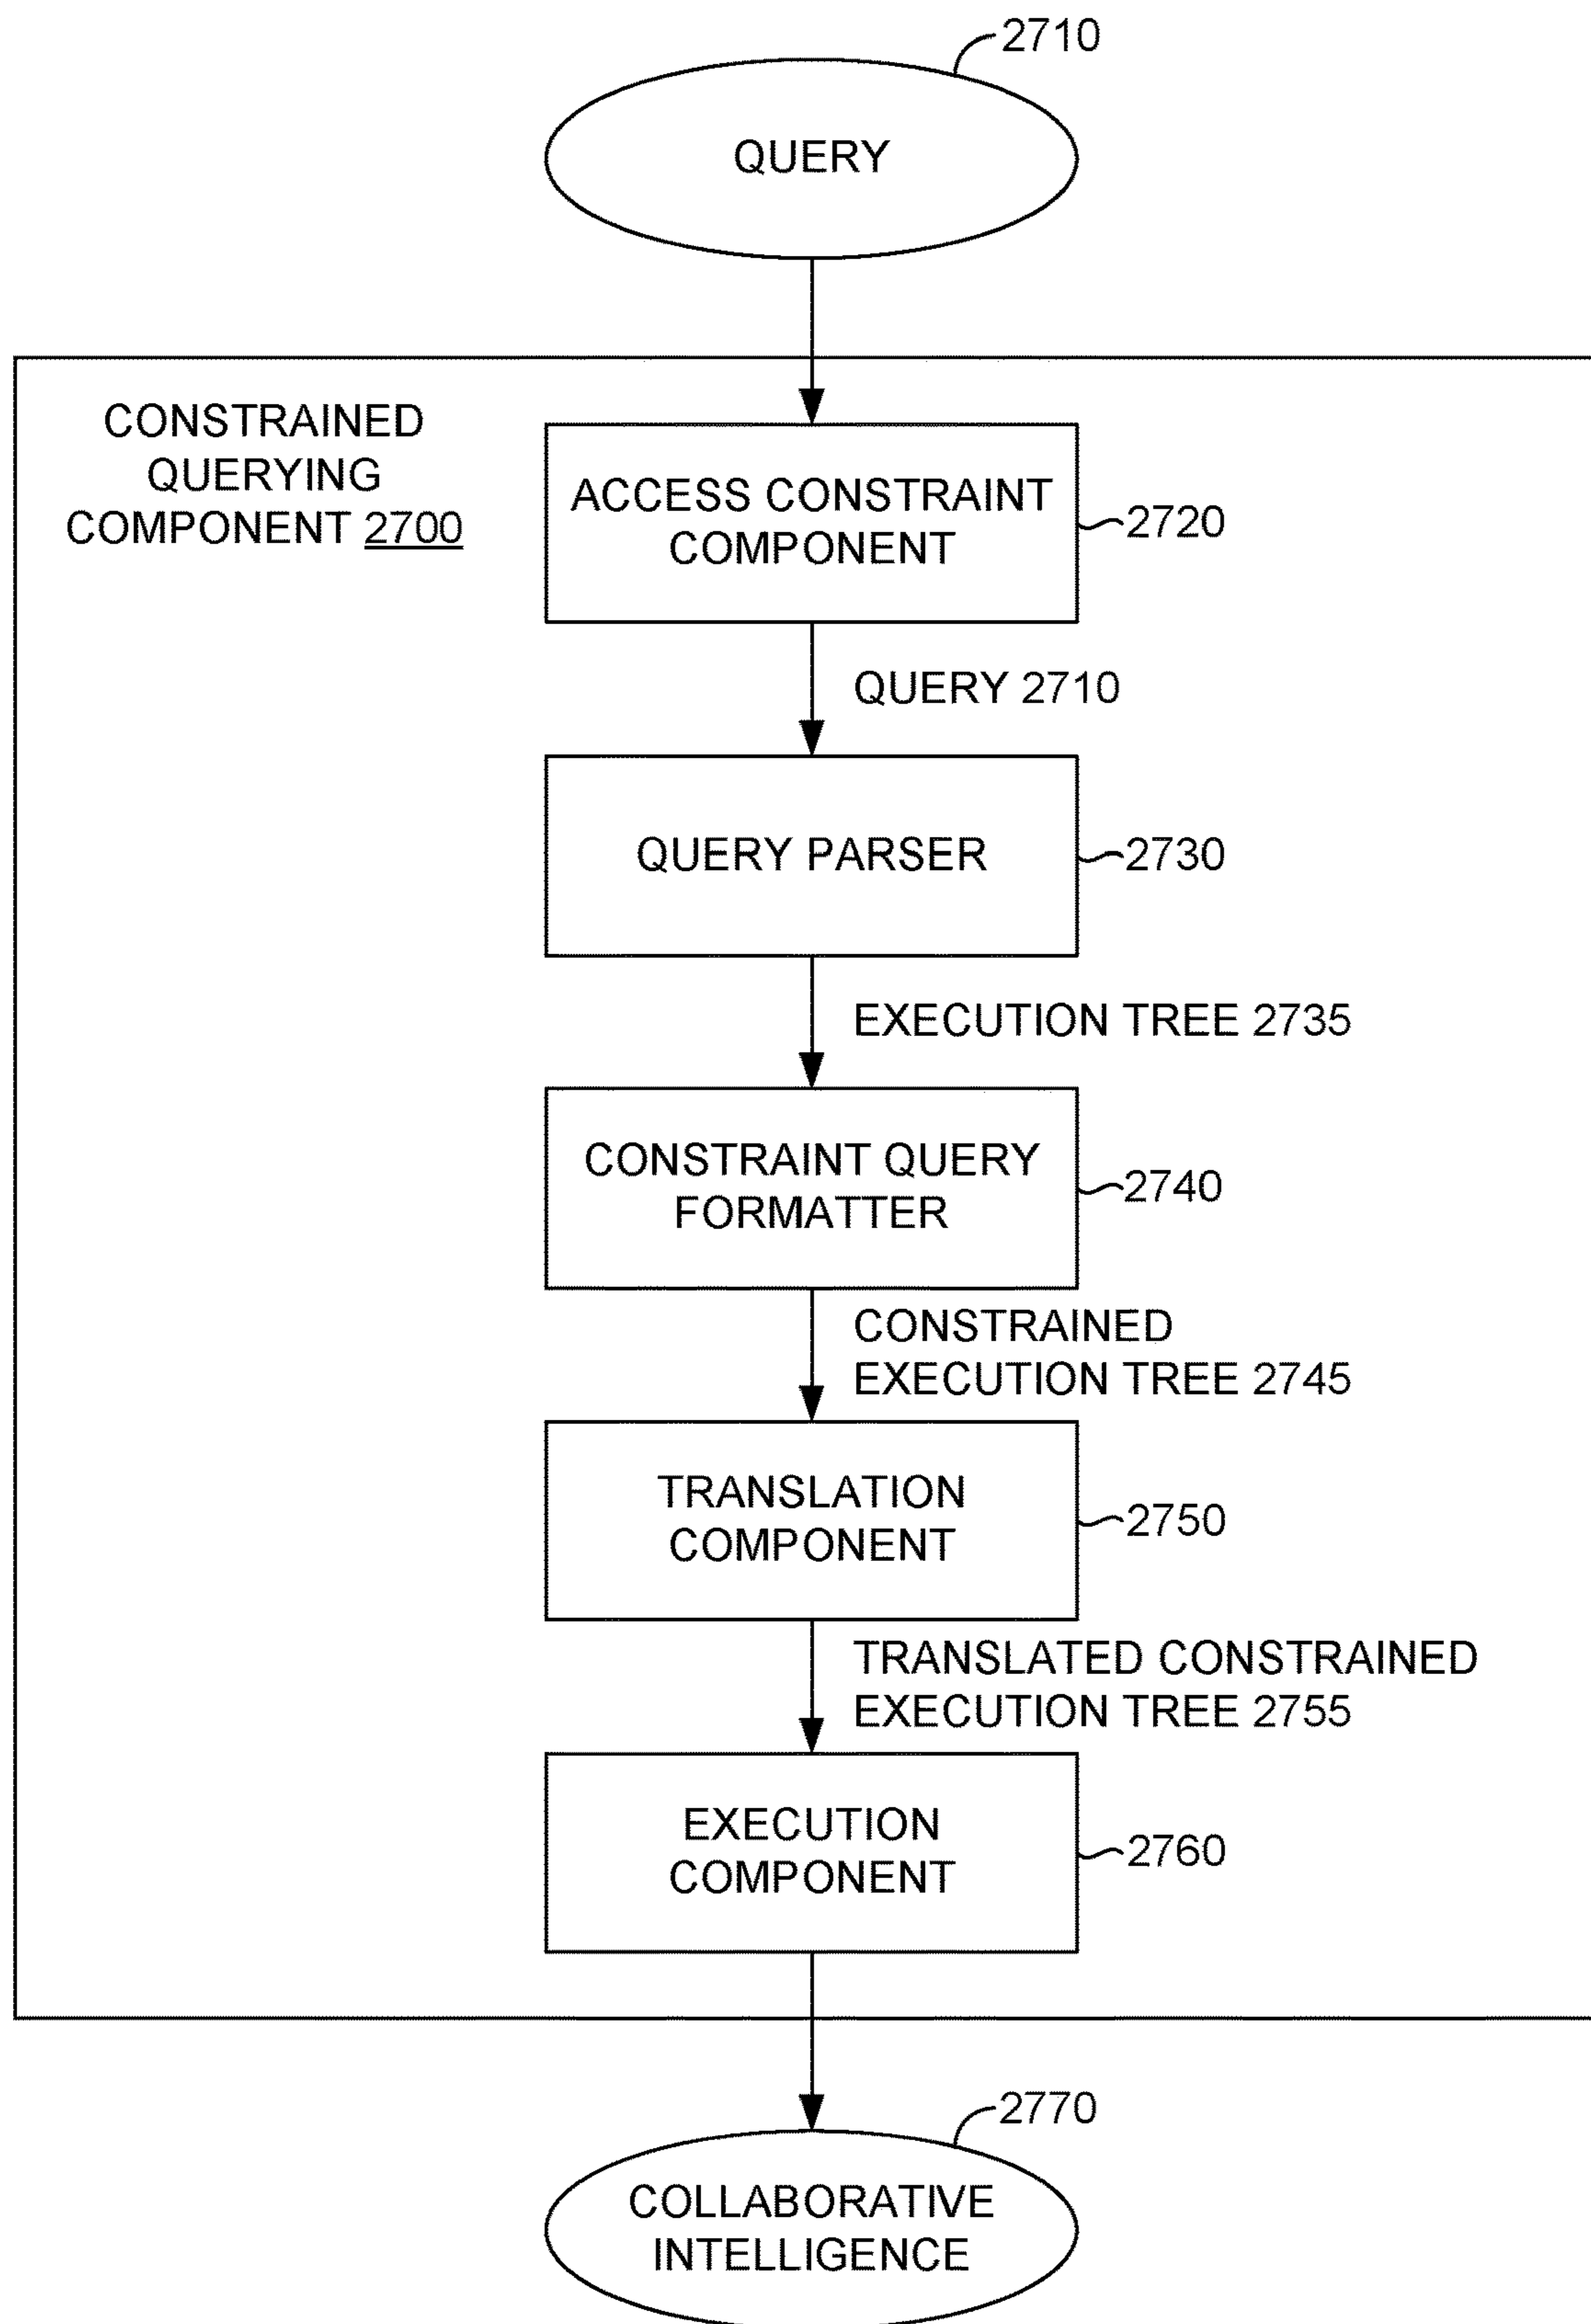 2710
QUERY
CONSTRAINED
QUERYING
COMPONENT 2700
ACCESS CONSTRAINT
COMPONENT
2720
QUERY 2710
QUERY PARSER
2730
EXECUTION TREE 2735
CONSTRAINT QUERY
FORMATTER
2740
CONSTRAINED
EXECUTION TREE 2745
TRANSLATION
COMPONENT
2750
TRANSLATED CONSTRAINED
EXECUTION TREE 2755
EXECUTION
COMPONENT
2760
2770
COLLABORATIVE
INTELLIGENCE